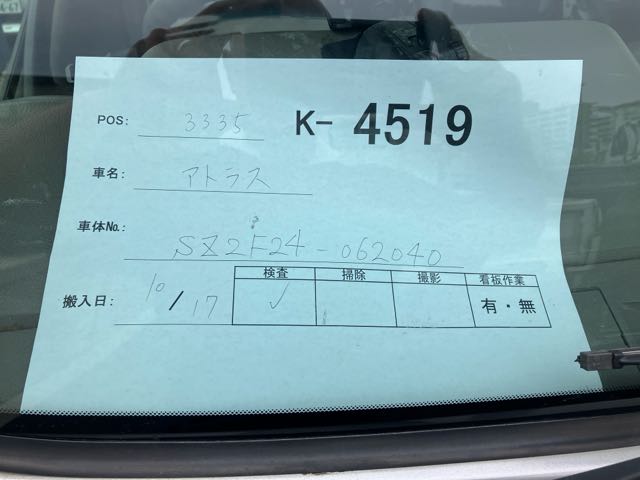 POS: 3335 K- 4519
車名: アトラス
車体No.: SZ2F24-062040
搬入日: 10/17
検査 掃除 撮影 看板作業
✓ 有・無